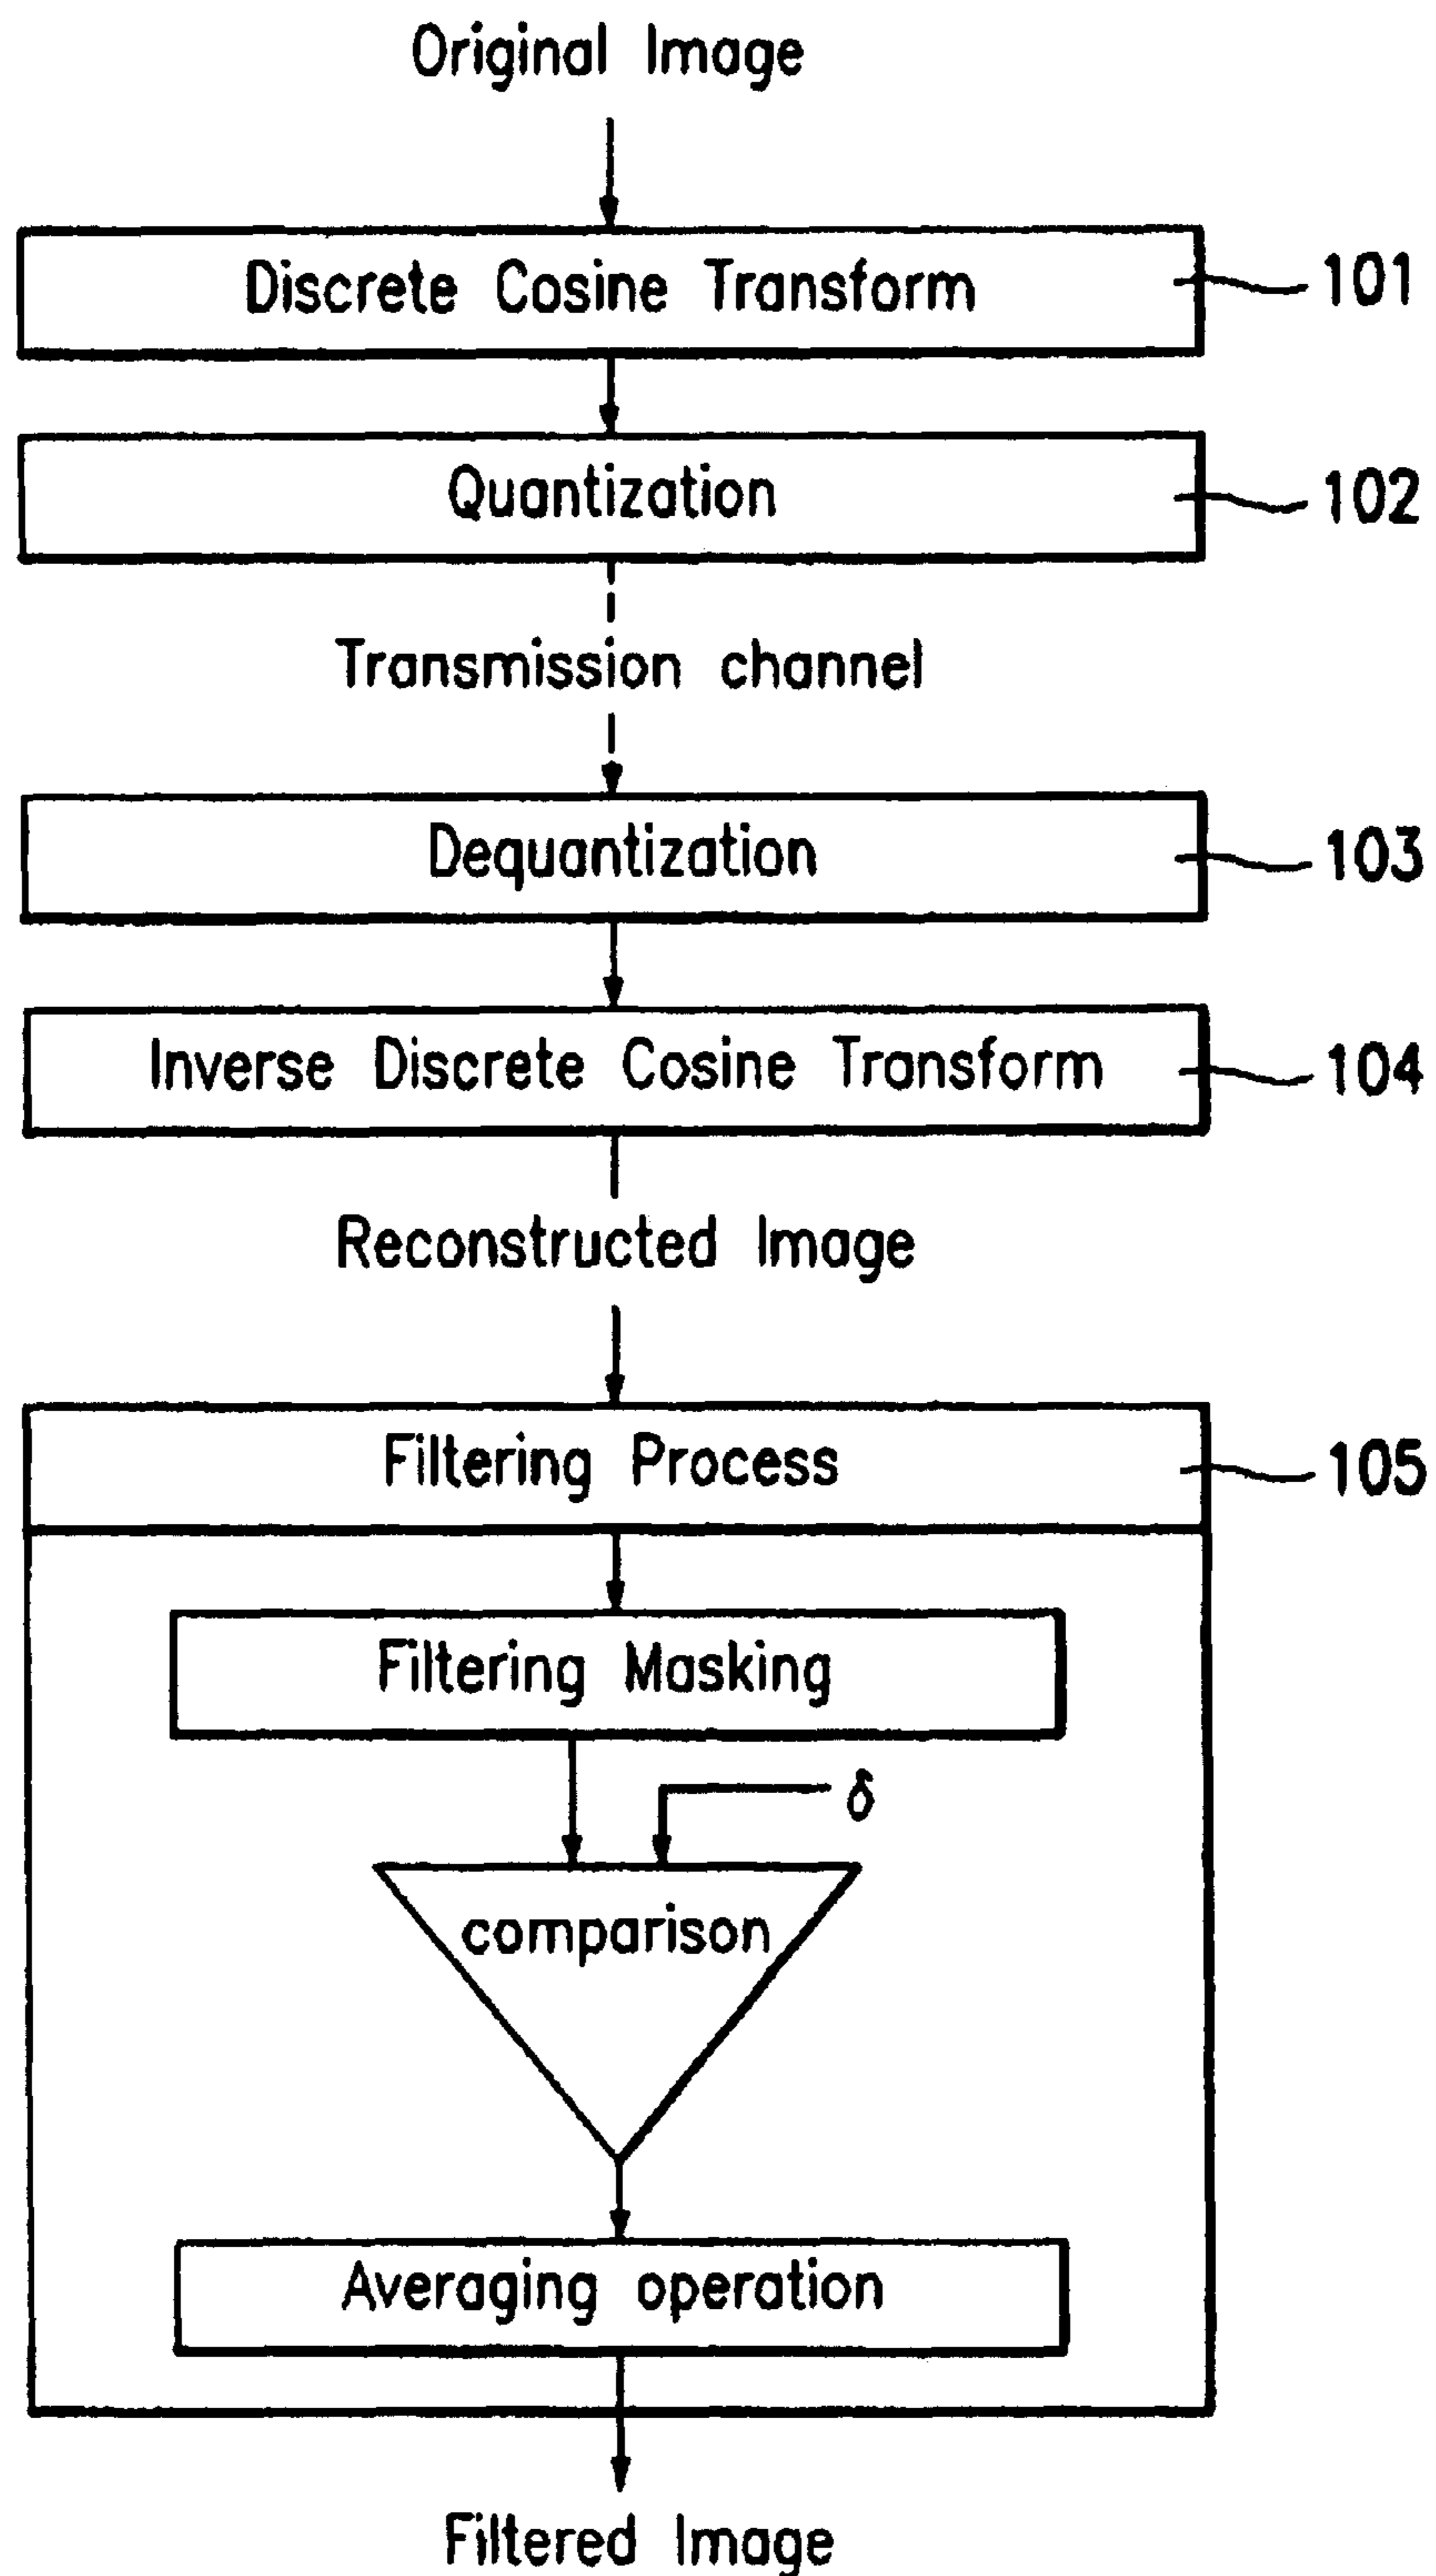 Original Image
Discrete Cosine Transform
101
Quantization
102
Transmission channel
Dequantization
103
Inverse Discrete Cosine Transform
104
Reconstructed Image
Filtering Process
105
Filtering Masking
δ
comparison
Averaging operation
Filtered Image